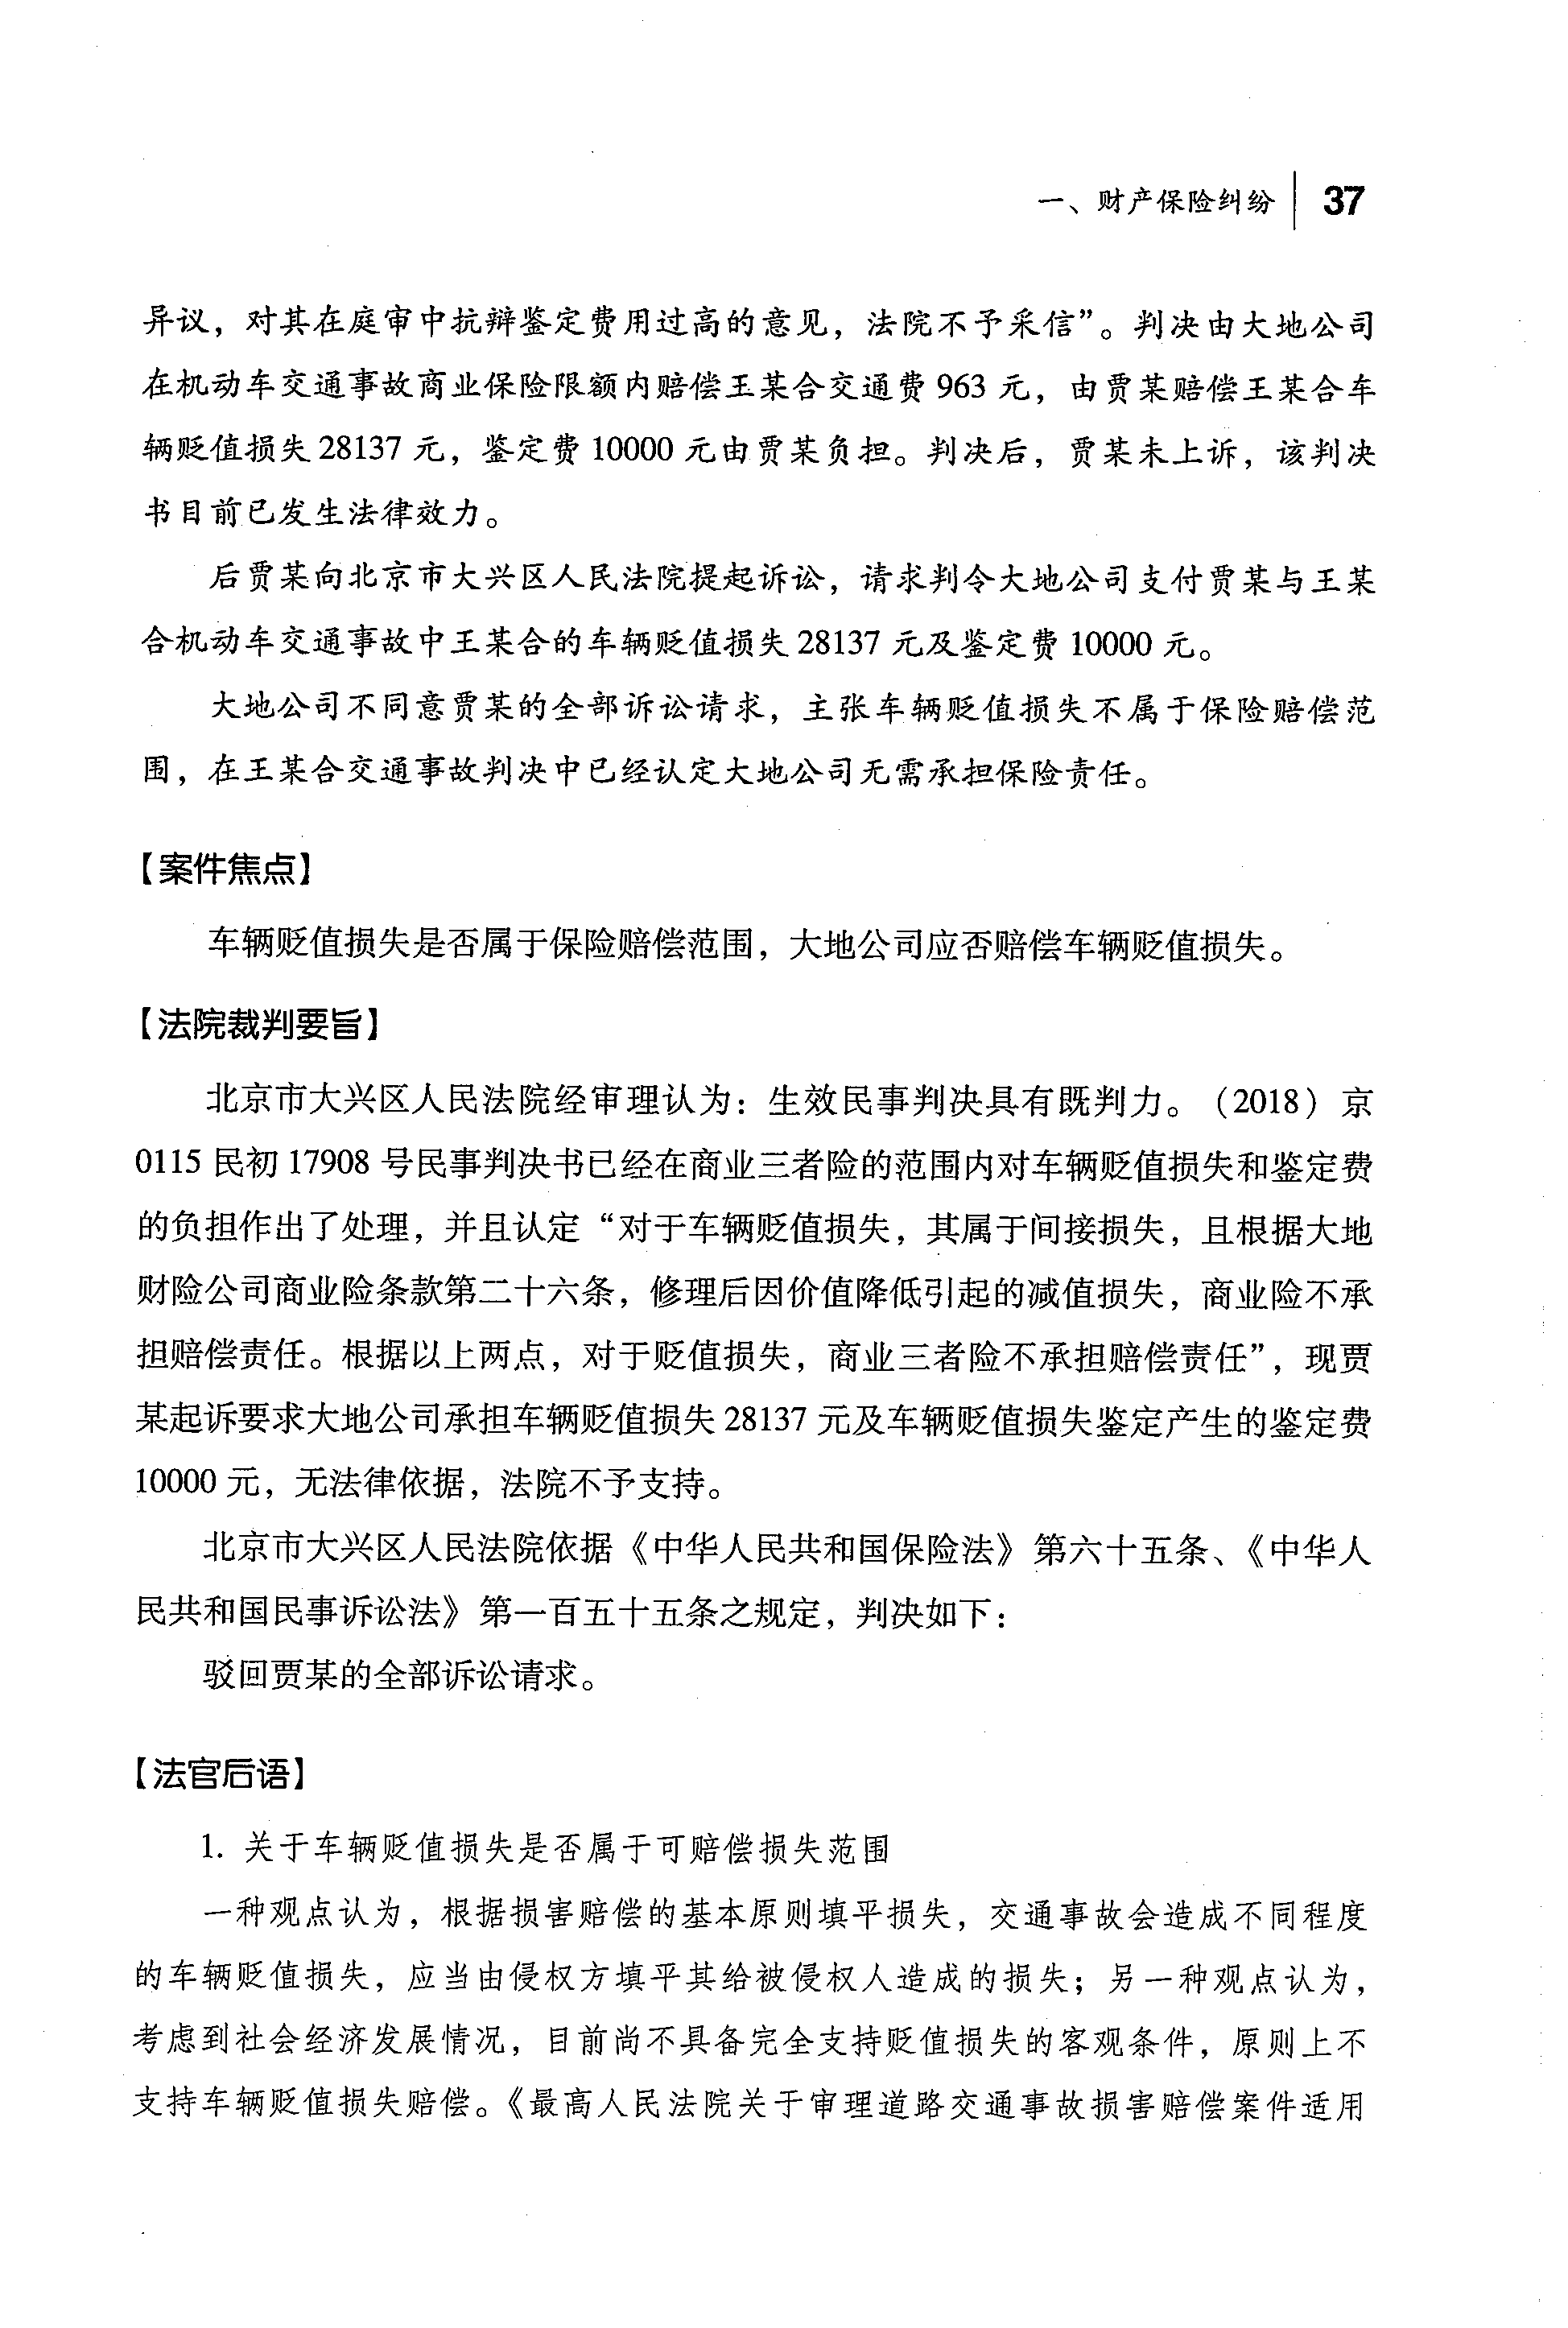 一、财产保险纠纷 37
异议，对其在庭审中抗辩鉴定费用过高的意见，法院不予采信”。判决由大地公司
在机动车交通事故商业保险限额内赔偿王某合交通费 963 元，由贾某赔偿王某合车
辆贬值损失 28137 元，鉴定费 10000 元由贾某负担。判决后，贾某未上诉，该判决
书目前已发生法律效力。
后贾某向北京市大兴区人民法院提起诉讼，请求判令大地公司支付贾某与王某
合机动车交通事故中王某合的车辆贬值损失 28137 元及鉴定费 10000 元。
大地公司不同意贾某的全部诉讼请求，主张车辆贬值损失不属于保险赔偿范
围，在王某合交通事故判决中已经认定大地公司无需承担保险责任。
【案件焦点】
车辆贬值损失是否属于保险赔偿范围，大地公司应否赔偿车辆贬值损失。
【法院裁判要旨】
北京市大兴区人民法院经审理认为：生效民事判决具有既判力。（2018）京
0115 民初 17908 号民事判决书已经在商业三者险的范围内对车辆贬值损失和鉴定费
的负担作出了处理，并且认定“对于车辆贬值损失，其属于间接损失，且根据大地
财险公司商业险条款第二十六条，修理后因价值降低引起的减值损失，商业险不承
担赔偿责任。根据以上两点，对于贬值损失，商业三者险不承担赔偿责任”，现贾
某起诉要求大地公司承担车辆贬值损失 28137 元及车辆贬值损失鉴定产生的鉴定费
10000 元，无法律依据，法院不予支持。
北京市大兴区人民法院依据《中华人民共和国保险法》第六十五条、《中华人
民共和国民事诉讼法》第一百五十五条之规定，判决如下：
驳回贾某的全部诉讼请求。
【法官后语】
1. 关于车辆贬值损失是否属于可赔偿损失范围
一种观点认为，根据损害赔偿的基本原则填平损失，交通事故会造成不同程度
的车辆贬值损失，应当由侵权方填平其给被侵权人造成的损失；另一种观点认为，
考虑到社会经济发展情况，目前尚不具备完全支持贬值损失的客观条件，原则上不
支持车辆贬值损失赔偿。《最高人民法院关于审理道路交通事故损害赔偿案件适用